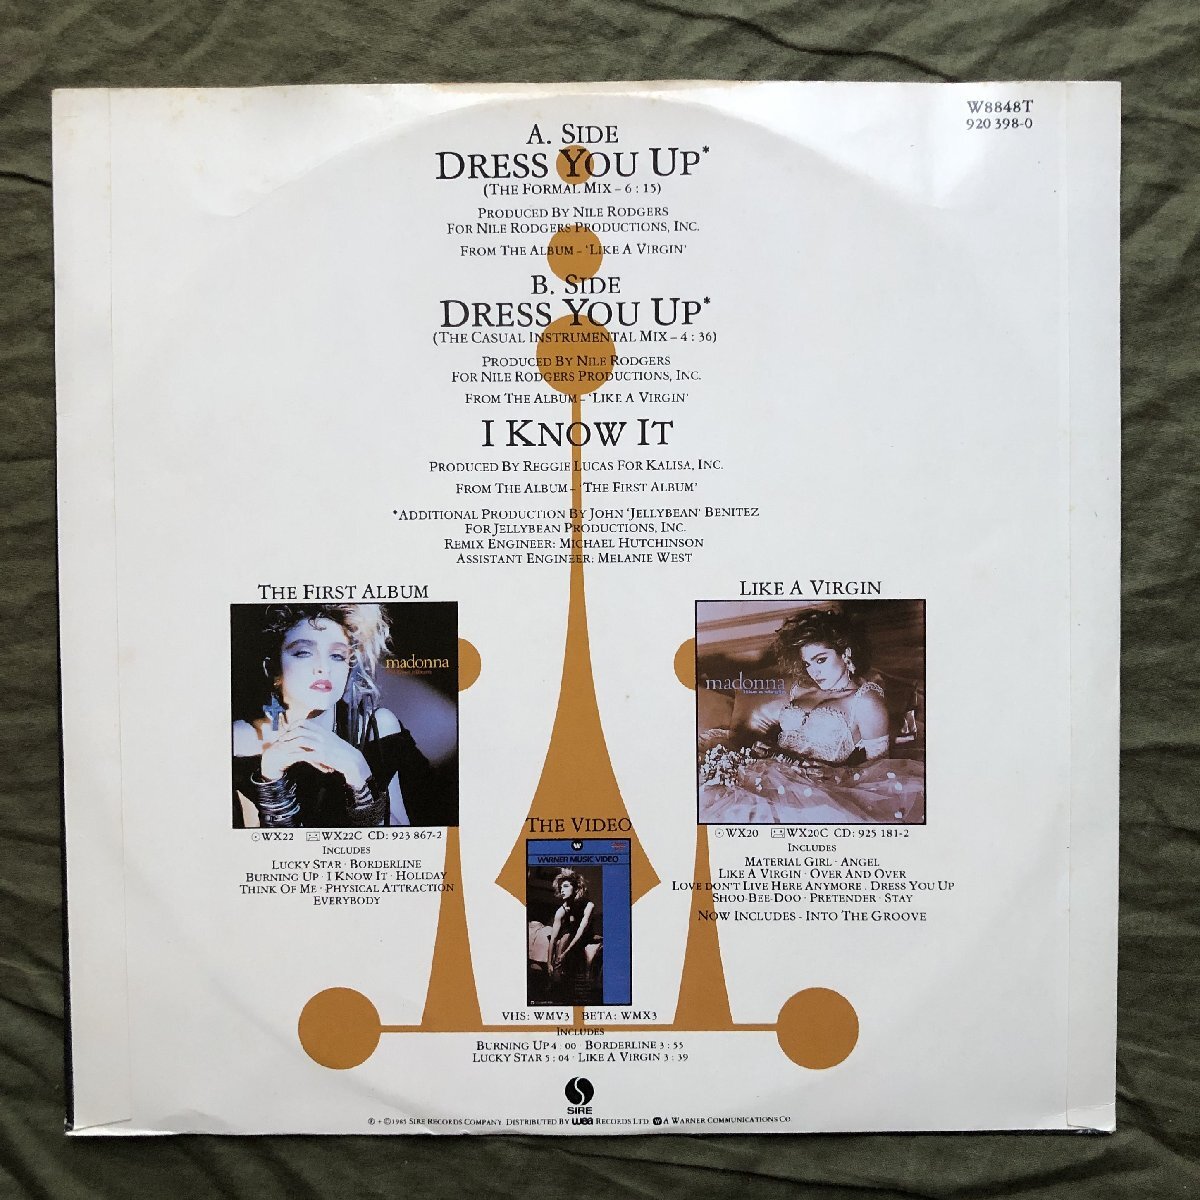 W8848T
920 398-0
A. SIDE
DRESS YOU UP*
(THE FORMAL MIX – 6 : 15)
PRODUCED BY NILE RODGERS
FOR NILE RODGERS PRODUCTIONS, INC.
FROM THE ALBUM – 'LIKE A VIRGIN'
B. SIDE
DRESS YOU UP*
(THE CASUAL INSTRUMENTAL MIX – 4 : 36)
PRODUCED BY NILE RODGERS
FOR NILE RODGERS PRODUCTIONS, INC.
FROM THE ALBUM – 'LIKE A VIRGIN'
I KNOW IT
PRODUCED BY REGGIE LUCAS FOR KALISA, INC.
FROM THE ALBUM – 'THE FIRST ALBUM'
*ADDITIONAL PRODUCTION BY JOHN 'JELLYBEAN' BENITEZ
FOR JELLYBEAN PRODUCTIONS, INC.
REMIX ENGINEER: MICHAEL HUTCHINSON
ASSISTANT ENGINEER: MELANIE WEST
THE FIRST ALBUM
madonna
WX22 WX22C CD: 923 867-2
INCLUDES
LUCKY STAR · BORDERLINE
BURNING UP · I KNOW IT · HOLIDAY
THINK OF ME · PHYSICAL ATTRACTION
EVERYBODY
LIKE A VIRGIN
madonna
WX20 WX20C CD: 925 181-2
INCLUDES
MATERIAL GIRL · ANGEL
LIKE A VIRGIN · OVER AND OVER
LOVE DON'T LIVE HERE ANYMORE . DRESS YOU UP
SHOO-BEE-DOO · PRETENDER · STAY
NOW INCLUDES - INTO THE GROOVE
THE VIDEO
WARNER MUSIC VIDEO
VHS: WMV3 BETA: WMX3
INCLUDES
BURNING UP 4 : 00 BORDERLINE 3 : 55
LUCKY STAR 5 : 04 · LIKE A VIRGIN 3 : 39
SIRE
℗ + © 1985 SIRE RECORDS COMPANY DISTRIBUTED BY wea RECORDS LTD. A WARNER COMMUNICATIONS CO